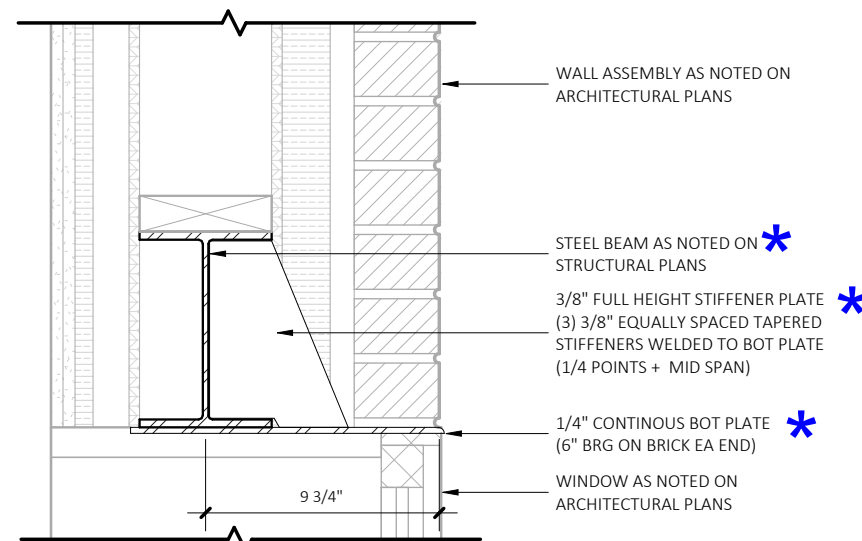 WALL ASSEMBLY AS NOTED ON
ARCHITECTURAL PLANS
STEEL BEAM AS NOTED ON *
STRUCTURAL PLANS
3/8" FULL HEIGHT STIFFENER PLATE *
(3) 3/8" EQUALLY SPACED TAPERED
STIFFENERS WELDED TO BOT PLATE
(1/4 POINTS + MID SPAN)
1/4" CONTINOUS BOT PLATE *
(6" BRG ON BRICK EA END)
WINDOW AS NOTED ON
ARCHITECTURAL PLANS
9 3/4"